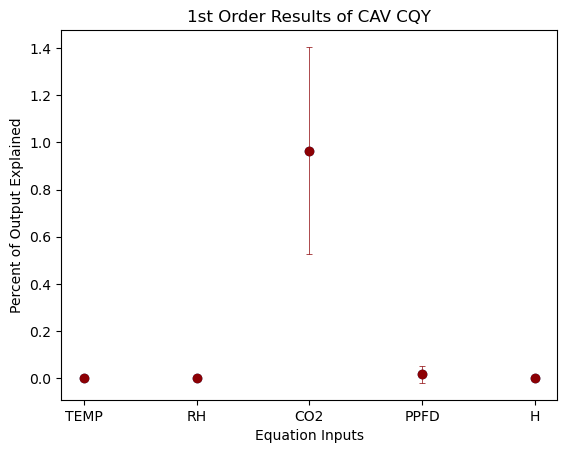 1st Order Results of CAV CQY
Percent of Output Explained
1.4
1.2
1.0
0.8
0.6
0.4
0.2
0.0
TEMP RH CO2 PPFD H
Equation Inputs